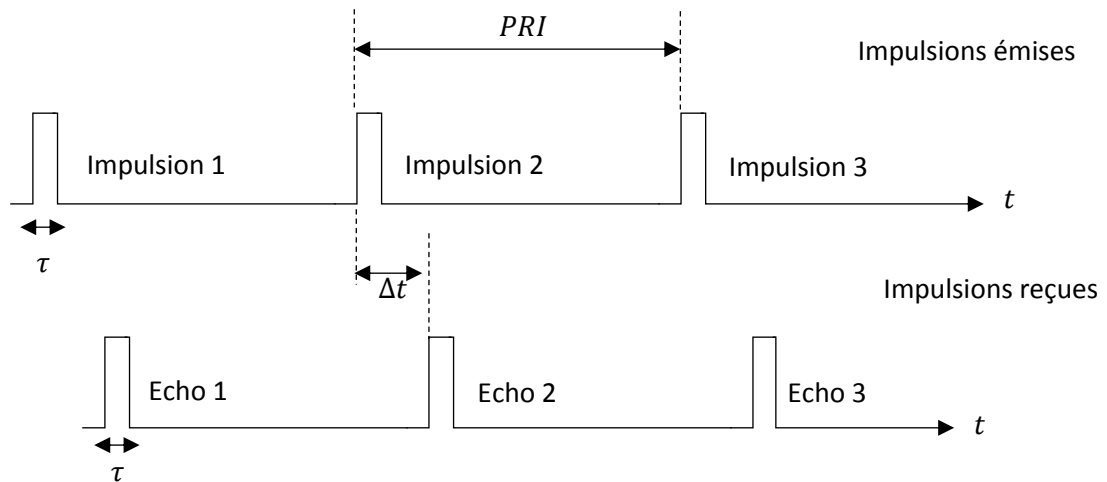 PRI
Impulsions émises
Impulsion 1
Impulsion 2
Impulsion 3
t
τ
Δt
Impulsions reçues
Echo 1
Echo 2
Echo 3
t
τ